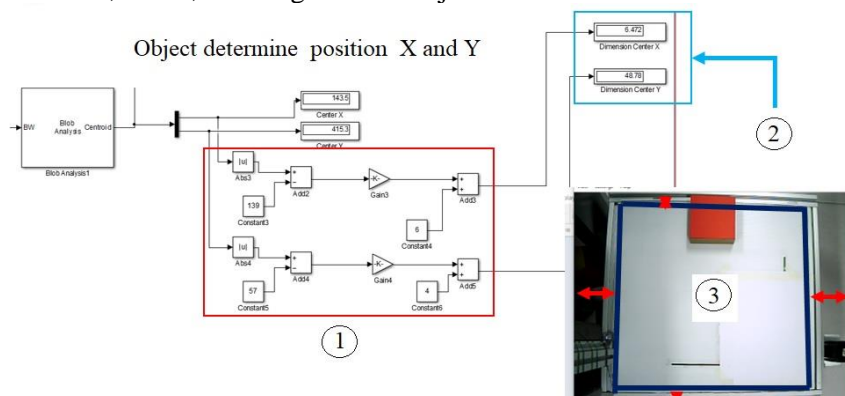 Object determine position X and Y
6.472
Dimension Center X
48.78
Dimension Center Y
2
BW
Blob
Analysis
Centroid
Blob Analysis1
143.5
Center X
415.3
Center Y
|u|
Abs3
139
Constant3
Add2
-K-
Gain3
6
Constant4
Add3
|u|
Abs4
57
Constant5
Add4
-K-
Gain4
4
Constant6
Add5
1
3